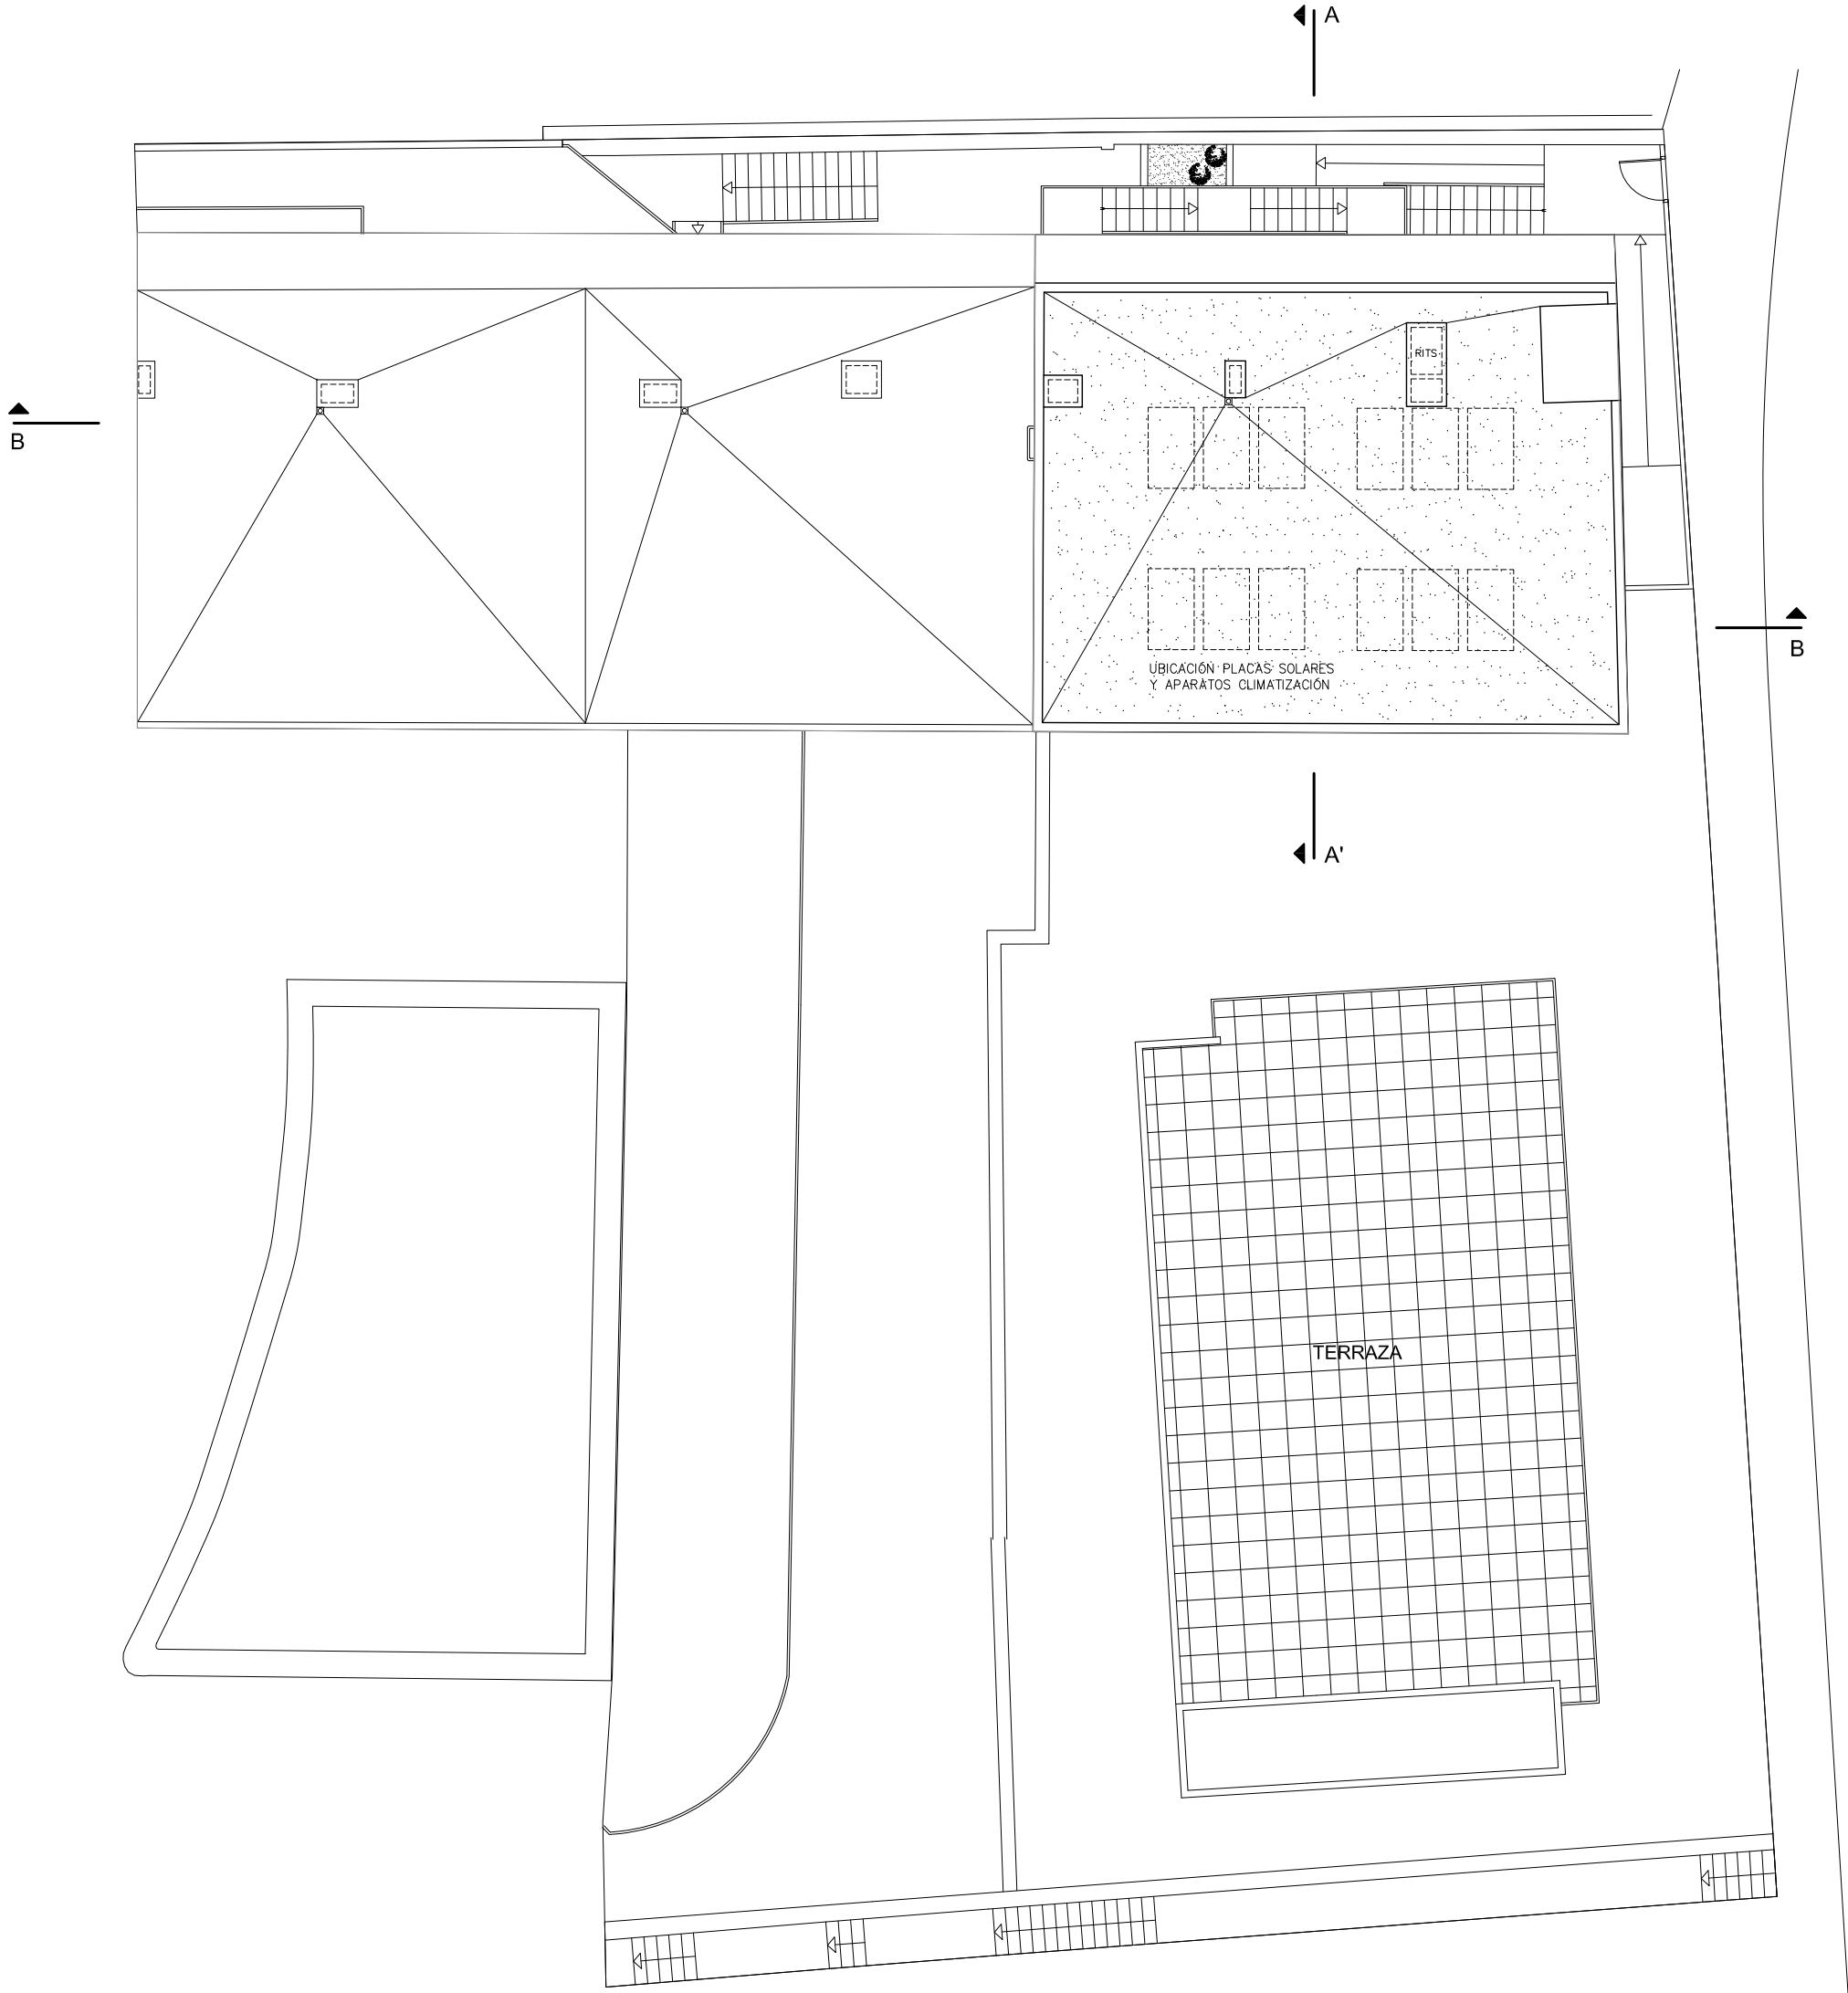 A
RITS
B
B
UBICACIÓN PLACAS SOLARES
Y APARATOS CLIMATIZACIÓN
A'
TERRAZA